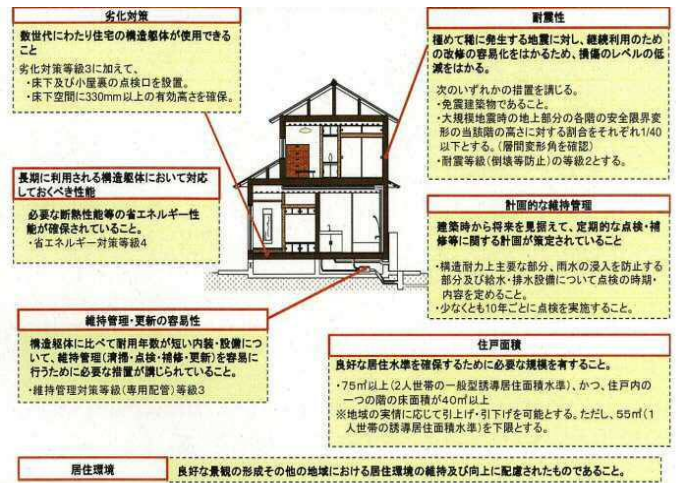 劣化対策
数世代にわたり住宅の構造躯体が使用できる
こと
劣化対策等級3に加えて、
・床下及び小屋裏の点検口を設置。
・床下空間に330mm以上の有効高さを確保。
長期に利用される構造躯体において対応
しておくべき性能
必要な断熱性能等の省エネルギー性
能が確保されていること。
・省エネルギー対策等級4
維持管理・更新の容易性
構造躯体に比べて耐用年数が短い内装・設備につ
いて、維持管理(清掃・点検・補修・更新)を容易に
行うために必要な措置が講じられていること。
・維持管理対策等級(専用配管)等級3
耐震性
極めて稀に発生する地震に対し、継続利用のため
の改修の容易化をはかるため、損傷のレベルの低
減をはかる。
次のいずれかの措置を講じる。
・免震建築物であること。
・大規模地震時の地上部分の各階の安全限界変
形の当該階の高さに対する割合をそれぞれ1/40
以下とする。(層間変形角を確認)
・耐震等級(倒壊等防止)の等級2とする。
計画的な維持管理
建築時から将来を見据えて、定期的な点検・補
修等に関する計画が策定されていること
・構造耐力上主要な部分、雨水の浸入を防止する
部分及び給水・排水設備について点検の時期・
内容を定めること。
・少なくとも10年ごとに点検を実施すること。
住戸面積
良好な居住水準を確保するために必要な規模を有すること。
・75㎡以上(2人世帯の一般型誘導居住面積水準)、かつ、住戸内の
一つの階の床面積が40㎡以上
※地域の実情に応じて引上げ・引下げを可能とする。ただし、55㎡(1
人世帯の誘導居住面積水準)を下限とする。
居住環境
良好な景観の形成その他の地域における居住環境の維持及び向上に配慮されたものであること。